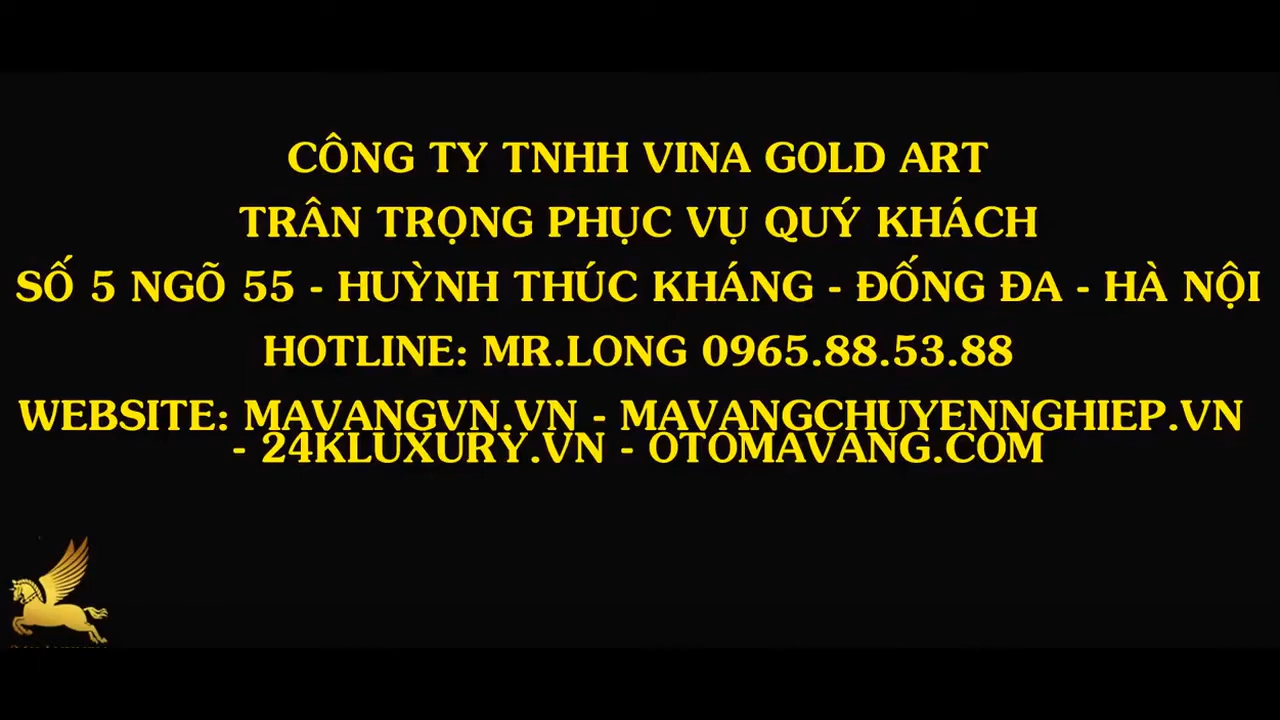 CÔNG TY TNHH VINA GOLD ART
TRÂN TRỌNG PHỤC VỤ QUÝ KHÁCH
SỐ 5 NGÕ 55 - HUỲNH THÚC KHÁNG - ĐỐNG ĐA - HÀ NỘI
HOTLINE: MR.LONG 0965.88.53.88
WEBSITE: MAVANGVN.VN - MAVANGCHUYENNGHIEP.VN
- 24KLUXURY.VN - OTOMAVANG.COM